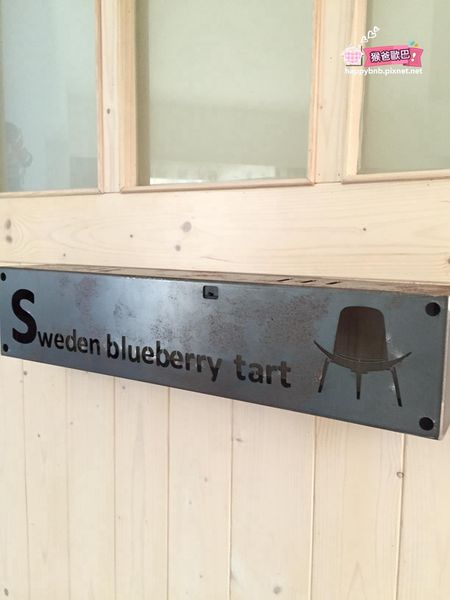 猴爸歐巴!
happybnb.pixnet.net
Sweden blueberry tart